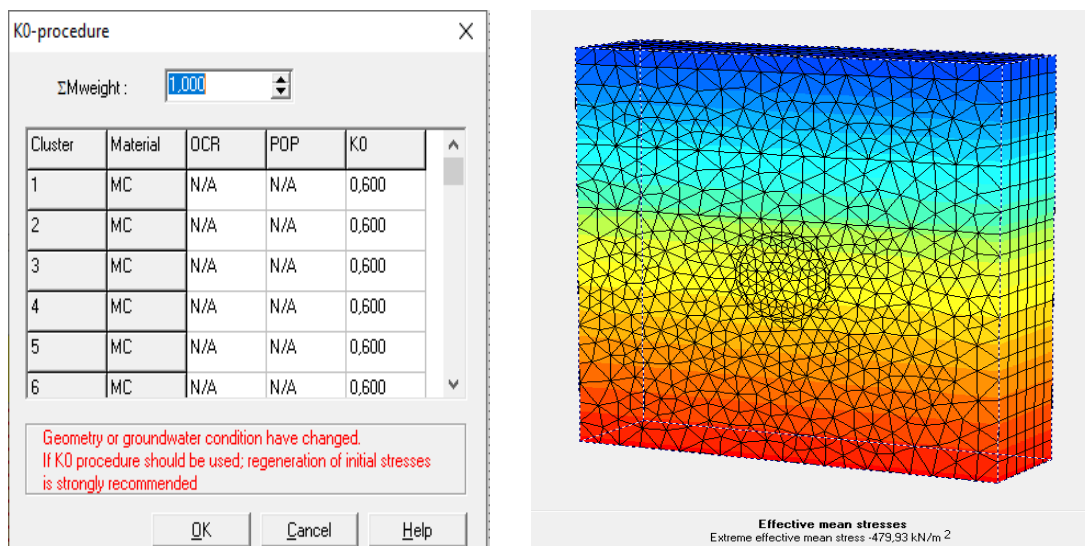 K0-procedure
ΣMweight : 1,000
Cluster Material OCR POP K0
1 MC N/A N/A 0,600
2 MC N/A N/A 0,600
3 MC N/A N/A 0,600
4 MC N/A N/A 0,600
5 MC N/A N/A 0,600
6 MC N/A N/A 0,600
Geometry or groundwater condition have changed.
If K0 procedure should be used; regeneration of initial stresses
is strongly recommended
OK Cancel Help
Effective mean stresses
Extreme effective mean stress -479,93 kN/m 2